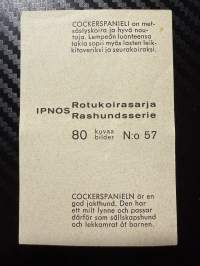 COCKERSPANIELI on met-
sästyskoira ja hyvä nou-
taja. Lempeän luonteensa
takia sopii myös lasten leik-
kitoveriksi ja seurakoiraksi.
IPNOS Rotukoirasarja
Rashundsserie
80 kuvaa
bilder N:o 57
COCKERSPANIELN är en
god jakthund. Den har
ett milt lynne och passar
därför som sällskapshund
och lekkamrat åt barnen.